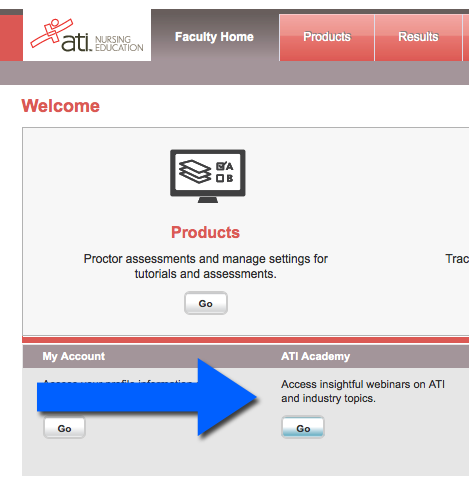 ati. NURSING
EDUCATION
Faculty Home
Products
Results
Welcome
A
B
Products
Proctor assessments and manage settings for
tutorials and assessments.
Go
Trac
My Account
ATI Academy
Access your profile information
Access insightful webinars on ATI
and industry topics.
Go
Go